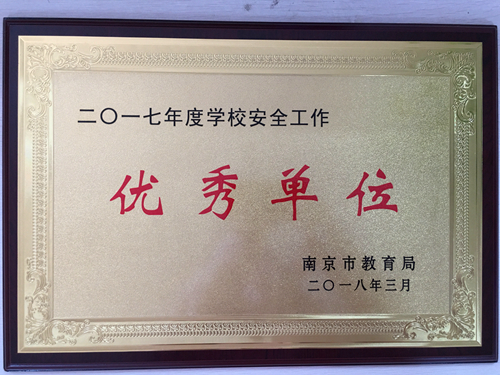 二〇一七年度学校安全工作
优秀单位
南京市教育局
二〇一八年三月